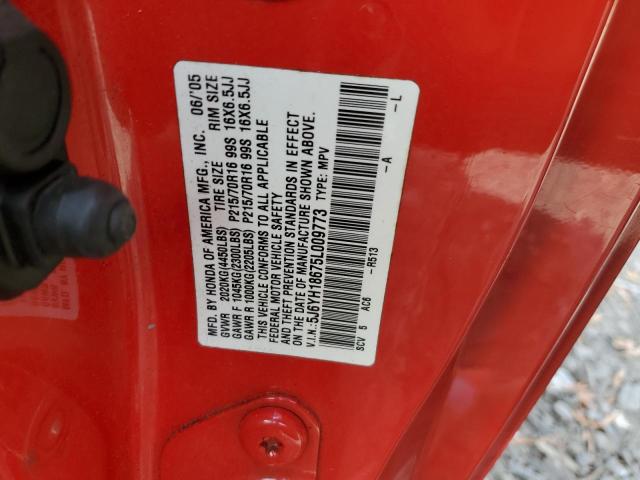 MFD. BY HONDA OF AMERICA MFG., INC. 06/'05
TIRE SIZE RIM SIZE
GVWR 2020KG(4450LBS)
GAWR F 1045KG(2300LBS) P215/70R16 99S 16X6.5JJ
GAWR R 1000KG(2205LBS) P215/70R16 99S 16X6.5JJ
THIS VEHICLE CONFORMS TO ALL APPLICABLE
FEDERAL MOTOR VEHICLE SAFETY
AND THEFT PREVENTION STANDARDS IN EFFECT
ON THE DATE OF MANUFACTURE SHOWN ABOVE.
V.I.N.: 5J6YH18675L009773 TYPE: MPV
SCV 5 AC6 -R513 -A -L